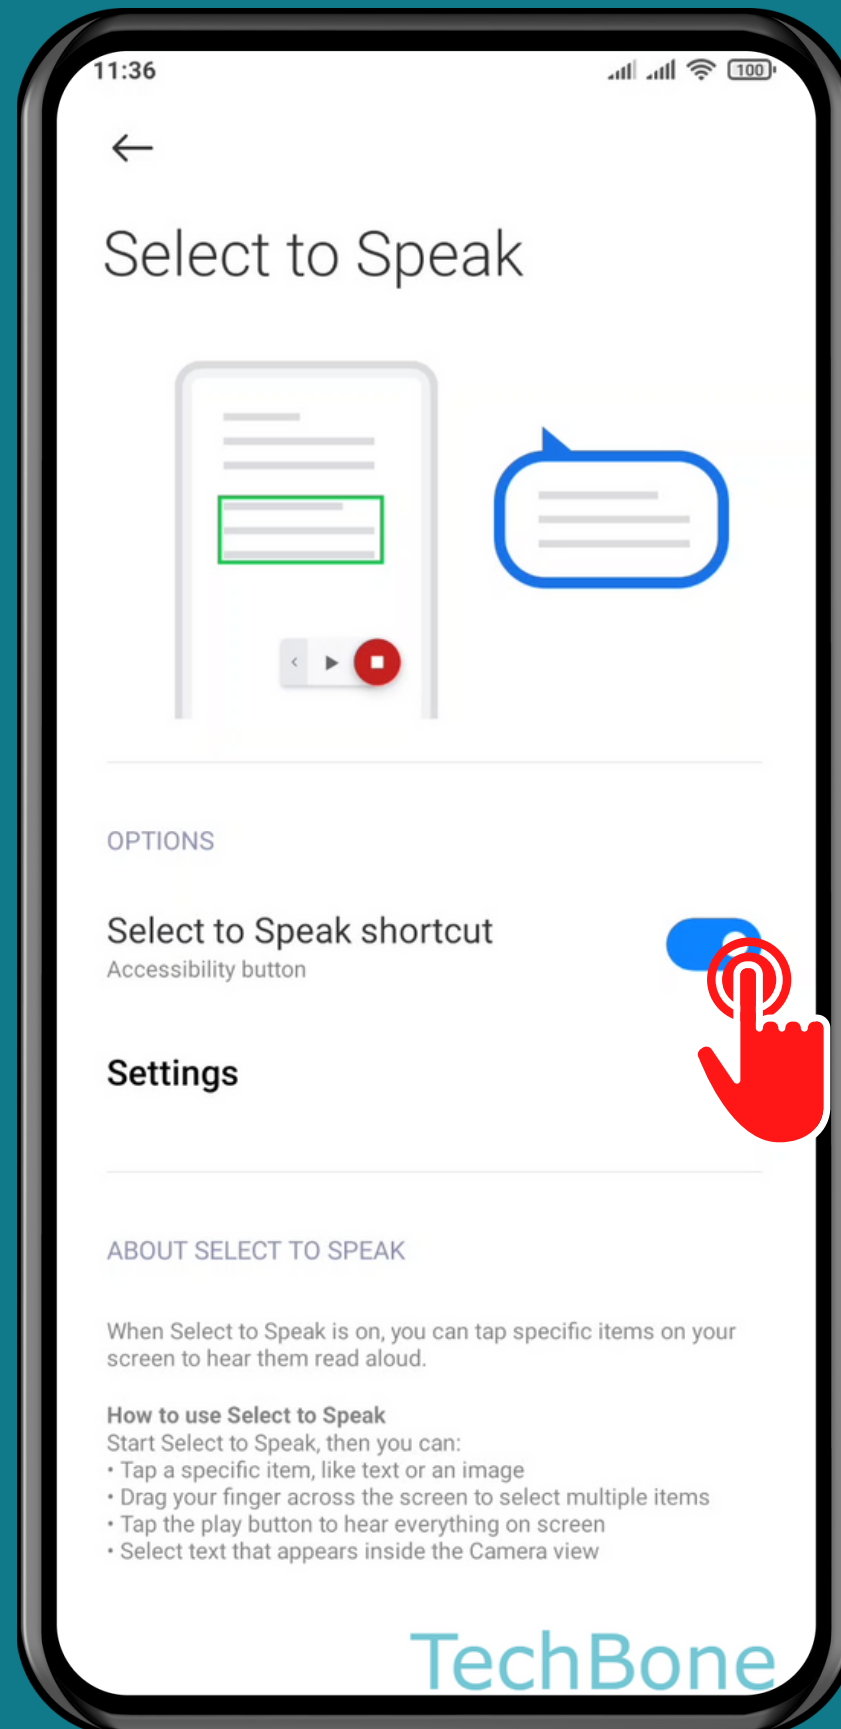 11:36
100
Select to Speak
OPTIONS
Select to Speak shortcut
Accessibility button
Settings
ABOUT SELECT TO SPEAK
When Select to Speak is on, you can tap specific items on your
screen to hear them read aloud.
How to use Select to Speak
Start Select to Speak, then you can:
• Tap a specific item, like text or an image
• Drag your finger across the screen to select multiple items
• Tap the play button to hear everything on screen
• Select text that appears inside the Camera view
TechBone